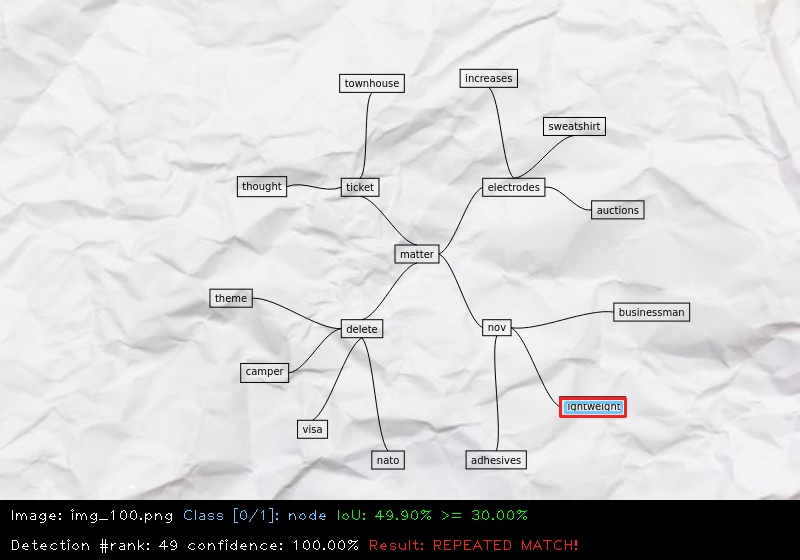 increases
townhouse
sweatshirt
thought
ticket
electrodes
auctions
matter
theme
businessman
delete
nov
camper
visa
nato
adhesives
Image: img_100.png Class [0/1]: node IoU: 49.90% >= 30.00%
Detection #rank: 49 confidence: 100.00% Result: REPEATED MATCH!